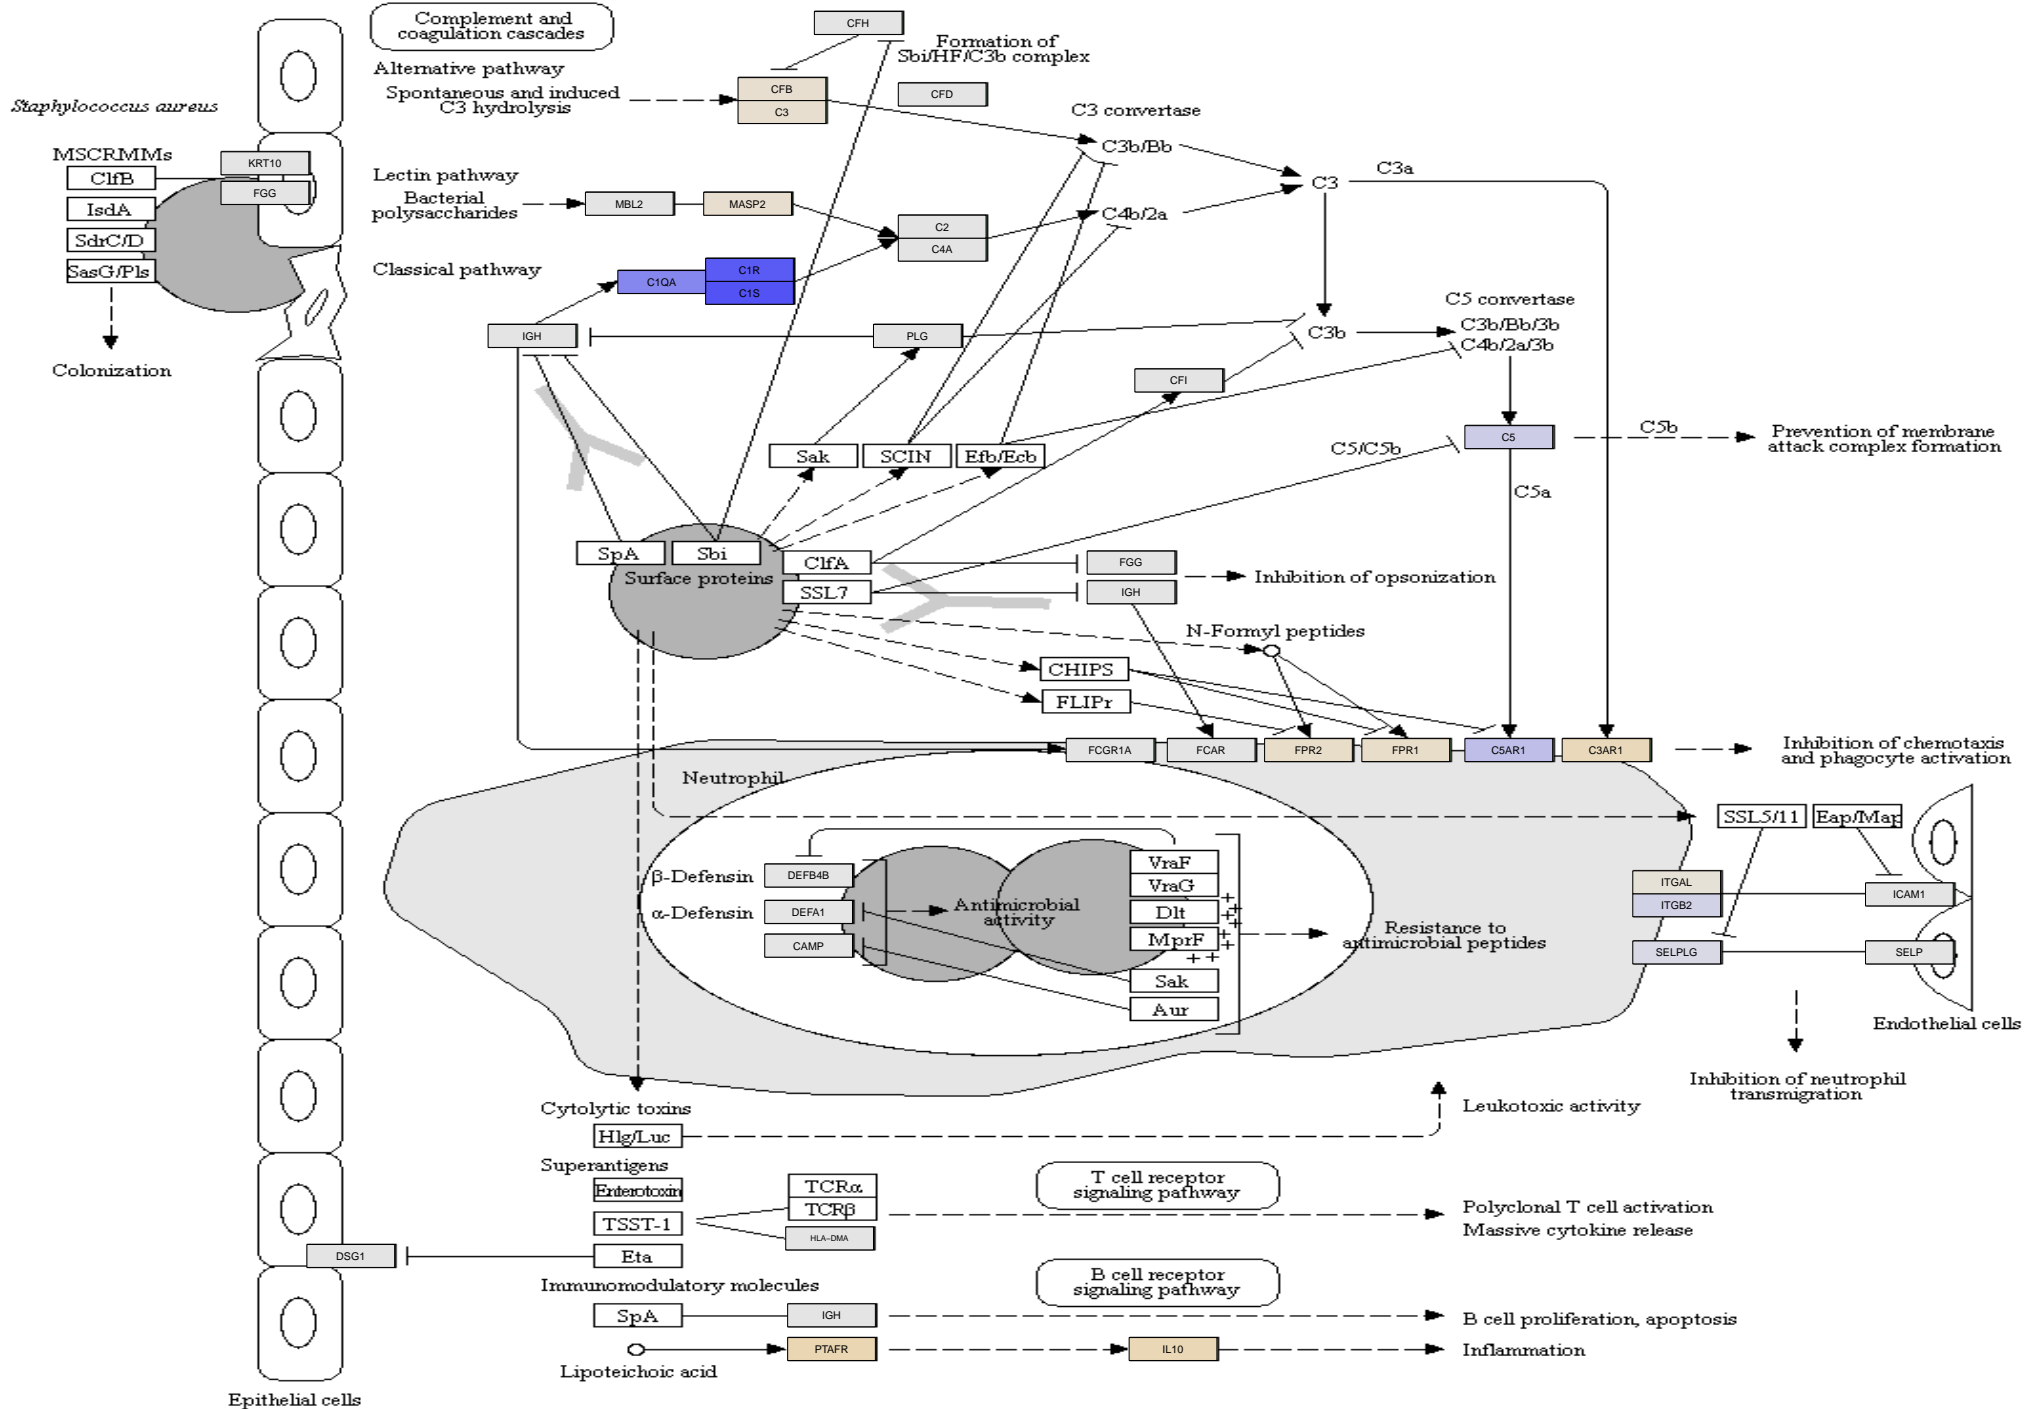 Complement and
coagulation cascades
CFH
Formation of
Sbi/HF/C3b complex
Alternative pathway
Spontaneous and induced
C3 hydrolysis
CFB
C3
CFD
C3 convertase
C3b/Bb
Staphylococcus aureus
MSCRMMs
ClfB
IsdA
SdrC/D
SasG/Pls
KRT10
FGG
Colonization
Lectin pathway
Bacterial
polysaccharides
MBL2
MASP2
C2
C4A
C4b/2a
C3
C3a
Classical pathway
C1QA
C1R
C1S
IGH
PLG
C3b
C5 convertase
C3b/Bb/3b
C4b/2a/3b
CFI
Sak
SCIN
Efb/Ecb
C5/C5b
C5
C5b
Prevention of membrane
attack complex formation
C5a
SpA
Sbi
Surface proteins
ClfA
SSL7
FGG
IGH
Inhibition of opsonization
N-Formyl peptides
CHIPS
FLIPr
FCGR1A
FCAR
FPR2
FPR1
C5AR1
C3AR1
Inhibition of chemotaxis
and phagocyte activation
Neutrophil
SSL5/11
Eap/Map
β-Defensin
DEFB4B
α-Defensin
DEFA1
CAMP
Antimicrobial
activity
VraF
VraG
Dlt
MprF
Sak
Aur
+
+
+
+
+
+
+
+ +
Resistance to
antimicrobial peptides
ITGAL
ITGB2
ICAM1
SELPLG
SELP
Endothelial cells
Inhibition of neutrophil
transmigration
Cytolytic toxins
Hlg/Luc
Leukotoxic activity
Superantigens
Enterotoxin
TSST-1
TCRα
TCRβ
HLA-DMA
T cell receptor
signaling pathway
Polyclonal T cell activation
Massive cytokine release
DSG1
Eta
Immunomodulatory molecules
SpA
IGH
B cell receptor
signaling pathway
B cell proliferation, apoptosis
PTAFR
IL10
Inflammation
Lipoteichoic acid
Epithelial cells